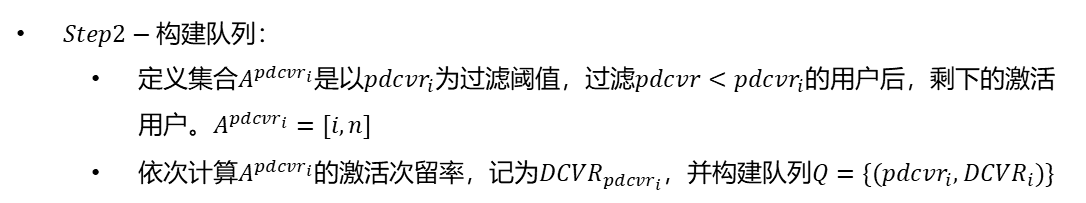 • Step2 − 构建队列：
• 定义集合A^{pdcvr_i}是以pdcvr_i为过滤阈值，过滤pdcvr < pdcvr_i的用户后，剩下的激活
用户。A^{pdcvr_i} = [i, n]
• 依次计算A^{pdcvr_i}的激活次留率，记为DCVR_{pdcvr_i}，并构建队列Q = {(pdcvr_i, DCVR_i)}